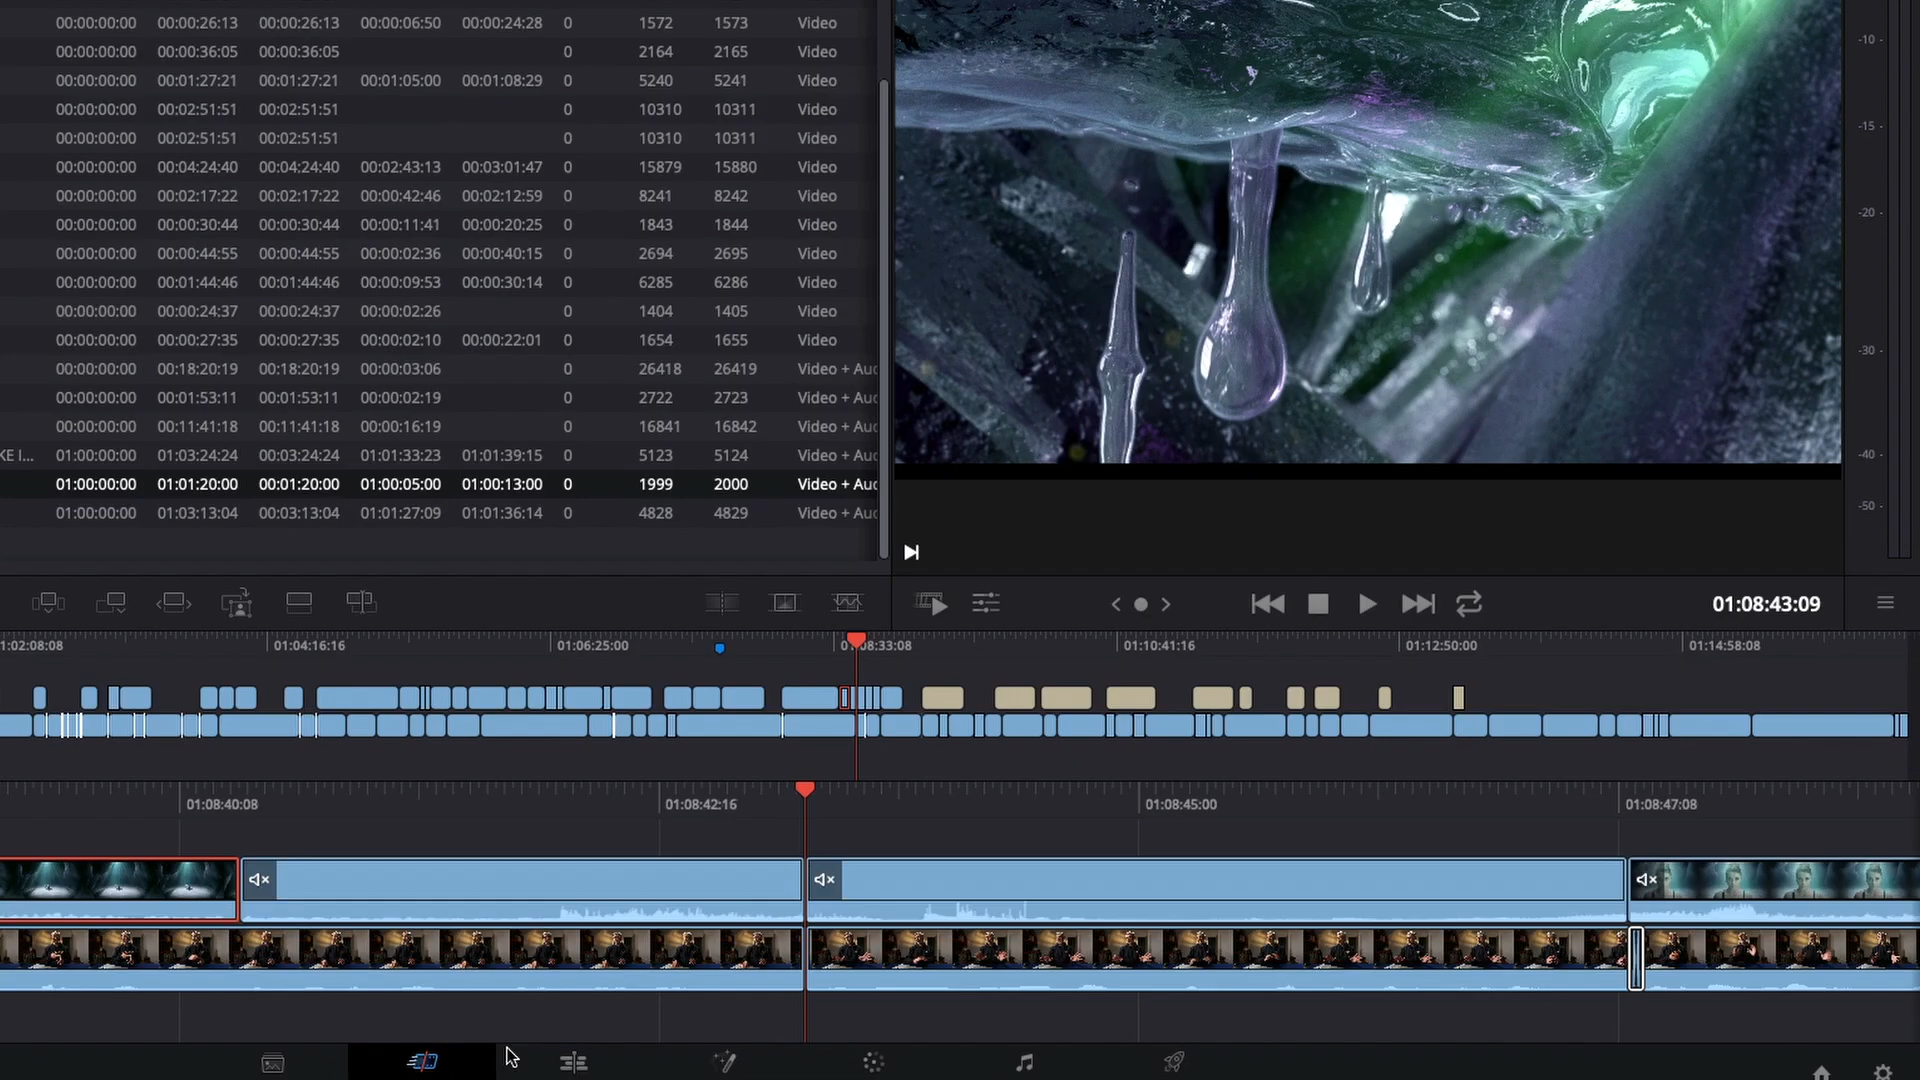 00:00:00:00 00:00:26:13 00:00:26:13 00:00:06:50 00:00:24:28 0 1572 1573 Video
00:00:00:00 00:00:36:05 00:00:36:05 0 2164 2165 Video
00:00:00:00 00:01:27:21 00:01:27:21 00:01:05:00 00:01:08:29 0 5240 5241 Video
00:00:00:00 00:02:51:51 00:02:51:51 0 10310 10311 Video
00:00:00:00 00:02:51:51 00:02:51:51 0 10310 10311 Video
00:00:00:00 00:04:24:40 00:04:24:40 00:02:43:13 00:03:01:47 0 15879 15880 Video
00:00:00:00 00:02:17:22 00:02:17:22 00:00:42:46 00:02:12:59 0 8241 8242 Video
00:00:00:00 00:00:30:44 00:00:30:44 00:00:11:41 00:00:20:25 0 1843 1844 Video
00:00:00:00 00:00:44:55 00:00:44:55 00:00:02:36 00:00:40:15 0 2694 2695 Video
00:00:00:00 00:01:44:46 00:01:44:46 00:00:09:53 00:00:30:14 0 6285 6286 Video
00:00:00:00 00:00:24:37 00:00:24:37 00:00:02:26 0 1404 1405 Video
00:00:00:00 00:00:27:35 00:00:27:35 00:00:02:10 00:00:22:01 0 1654 1655 Video
00:00:00:00 00:18:20:19 00:18:20:19 00:00:03:06 0 26418 26419 Video + Auc
00:00:00:00 00:01:53:11 00:01:53:11 00:00:02:19 0 2722 2723 Video + Auc
00:00:00:00 00:11:41:18 00:11:41:18 00:00:16:19 0 16841 16842 Video + Auc
KE I... 01:00:00:00 01:03:24:24 00:03:24:24 01:01:33:23 01:01:39:15 0 5123 5124 Video + Auc
01:00:00:00 01:01:20:00 00:01:20:00 01:00:05:00 01:00:13:00 0 1999 2000 Video + Auc
01:00:00:00 01:03:13:04 00:03:13:04 01:01:27:09 01:01:36:14 0 4828 4829 Video + Auc
-10
-15
-20
-30
-40
-50
01:08:43:09
1:02:08:08 01:04:16:16 01:06:25:00 01:08:33:08 01:10:41:16 01:12:50:00 01:14:58:08
01:08:40:08 01:08:42:16 01:08:45:00 01:08:47:08